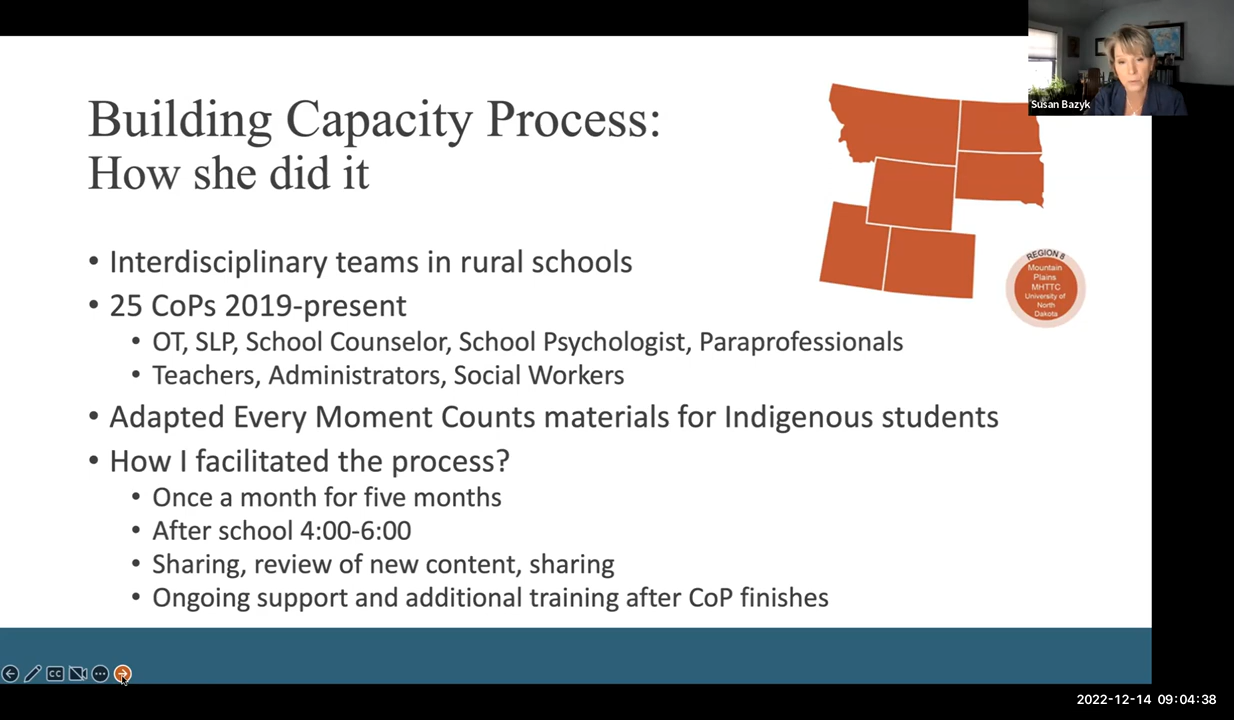 Susan Bazyk
Building Capacity Process:
How she did it
• Interdisciplinary teams in rural schools
• 25 CoPs 2019-present
• OT, SLP, School Counselor, School Psychologist, Paraprofessionals
• Teachers, Administrators, Social Workers
• Adapted Every Moment Counts materials for Indigenous students
• How I facilitated the process?
• Once a month for five months
• After school 4:00-6:00
• Sharing, review of new content, sharing
• Ongoing support and additional training after CoP finishes
REGION 8
Mountain
Plains
MHTTC
University of
North
Dakota
CC
2022-12-14 09:04:38